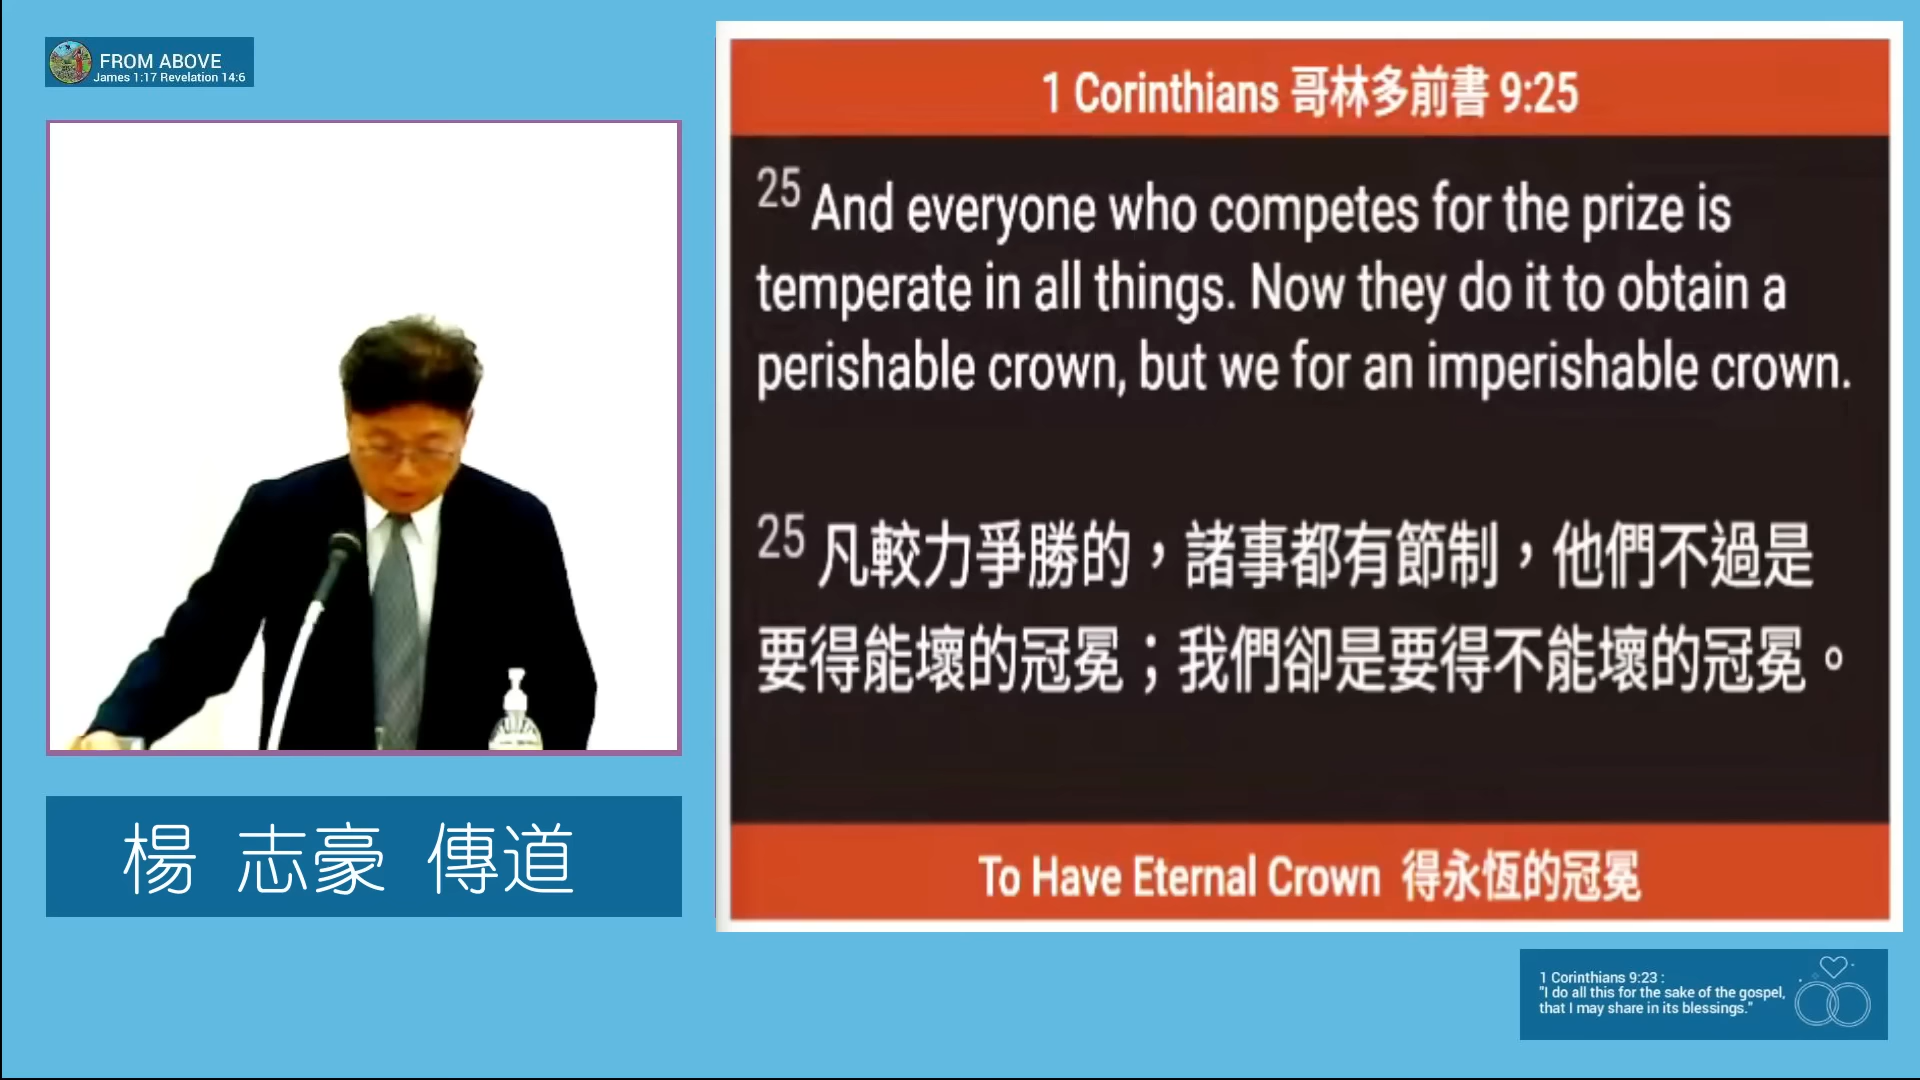 FROM ABOVE
James 1:17 Revelation 14:6
1 Corinthians 哥林多前書 9:25
25 And everyone who competes for the prize is
temperate in all things. Now they do it to obtain a
perishable crown, but we for an imperishable crown.
25 凡較力爭勝的，諸事都有節制，他們不過是
要得能壞的冠冕；我們卻是要得不能壞的冠冕。
To Have Eternal Crown 得永恆的冠冕
楊 志豪 傳道
1 Corinthians 9:23 :
"I do all this for the sake of the gospel,
that I may share in its blessings."